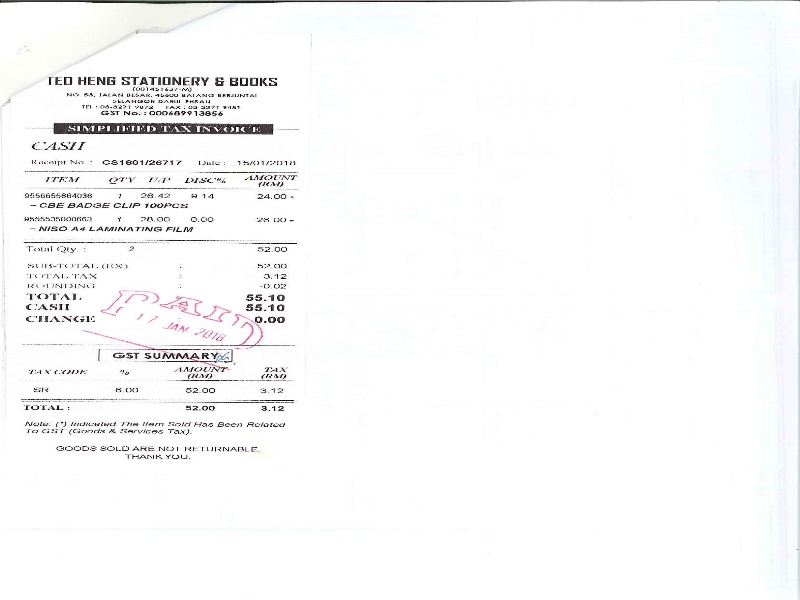 TEO HENG STATIONERY & BOOKS
(001451637-M)
NO. 53, JALAN BESAR, 45600 BATANG BERJUNTAI
SELANGOR DARUL EHSAN
TEL : 03-3271 9872 FAX : 03-3271 9481
GST No. : 000689913856
SIMPLIFIED TAX INVOICE
CASH
Receipt No. : CS1801/26717 Date : 15/01/2018
ITEM QTY U/P DISC% AMOUNT (RM)
9556655864036 1 26.42 9.14 24.00 *
~ CBE BADGE CLIP 100PCS
9555535000663 1 28.00 0.00 28.00 *
~ NISO A4 LAMINATING FILM
Total Qty. : 2 52.00
SUB-TOTAL (EX) : 52.00
TOTAL TAX : 3.12
ROUNDING : -0.02
TOTAL 55.10
CASH : 55.10
CHANGE : 0.00
PAID
17 JAN 2018
GST SUMMARY
TAX CODE % AMOUNT (RM) TAX (RM)
SR 6.00 52.00 3.12
TOTAL : 52.00 3.12
Note: (*) Indicated The Item Sold Has Been Related
To GST (Goods & Services Tax).
GOODS SOLD ARE NOT RETURNABLE,
THANK YOU.